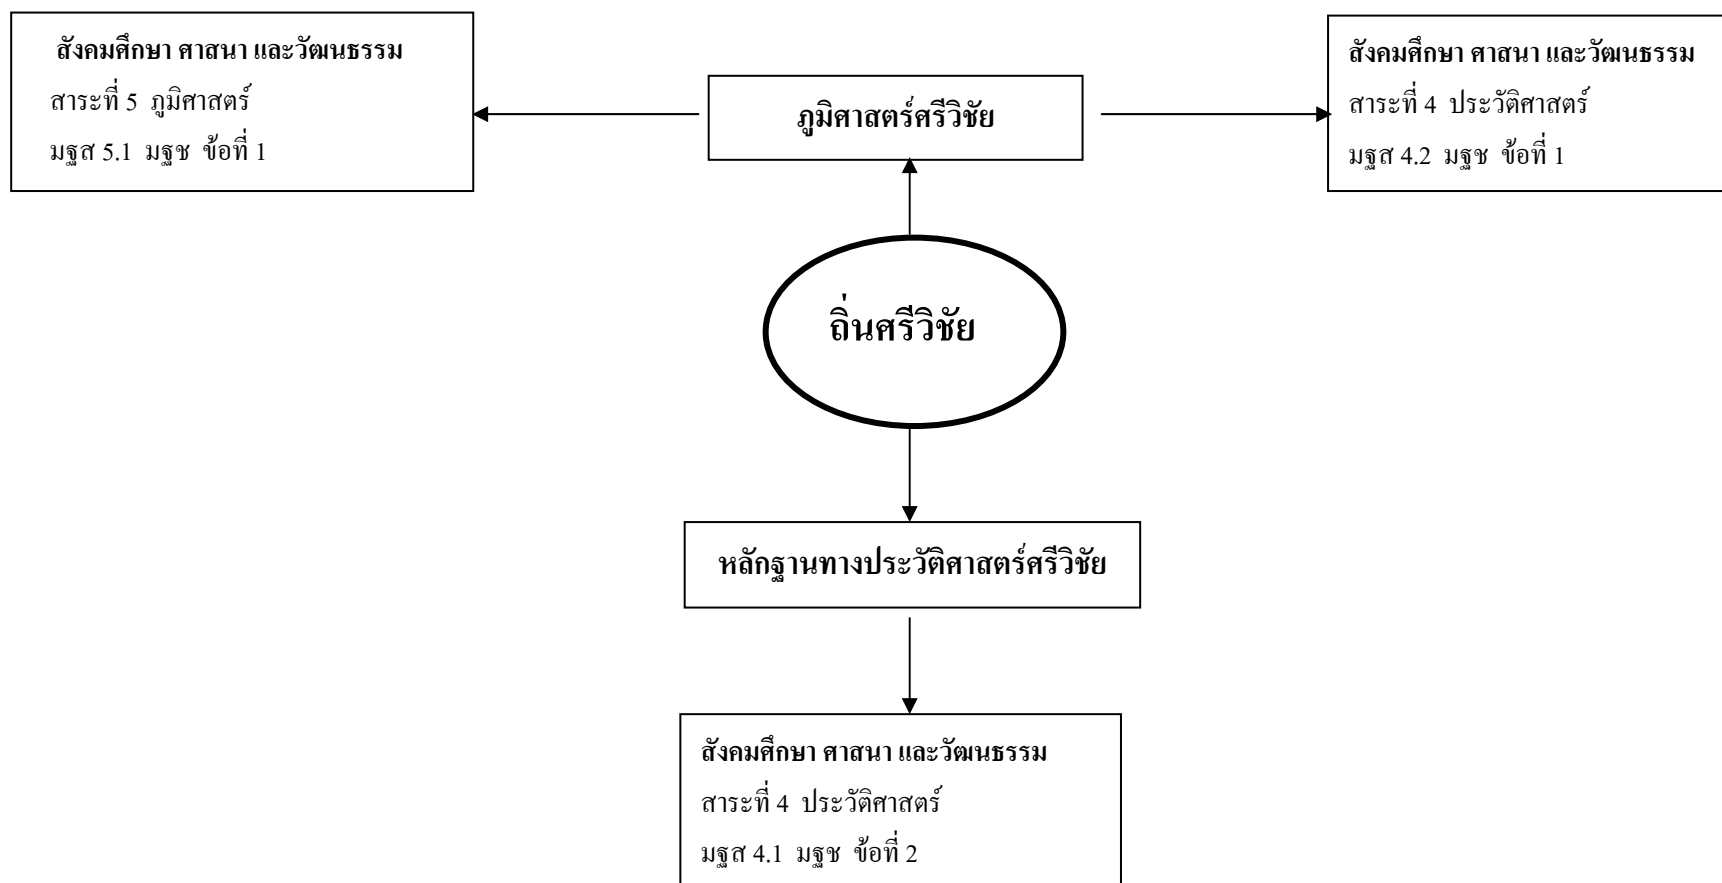 สังคมศึกษา ศาสนา และวัฒนธรรม
สาระที่ 5 ภูมิศาสตร์
มฐส 5.1 มฐช ข้อที่ 1
ภูมิศาสตร์ศรีวิชัย
สังคมศึกษา ศาสนา และวัฒนธรรม
สาระที่ 4 ประวัติศาสตร์
มฐส 4.2 มฐช ข้อที่ 1
ถิ่นศรีวิชัย
หลักฐานทางประวัติศาสตร์ศรีวิชัย
สังคมศึกษา ศาสนา และวัฒนธรรม
สาระที่ 4 ประวัติศาสตร์
มฐส 4.1 มฐช ข้อที่ 2